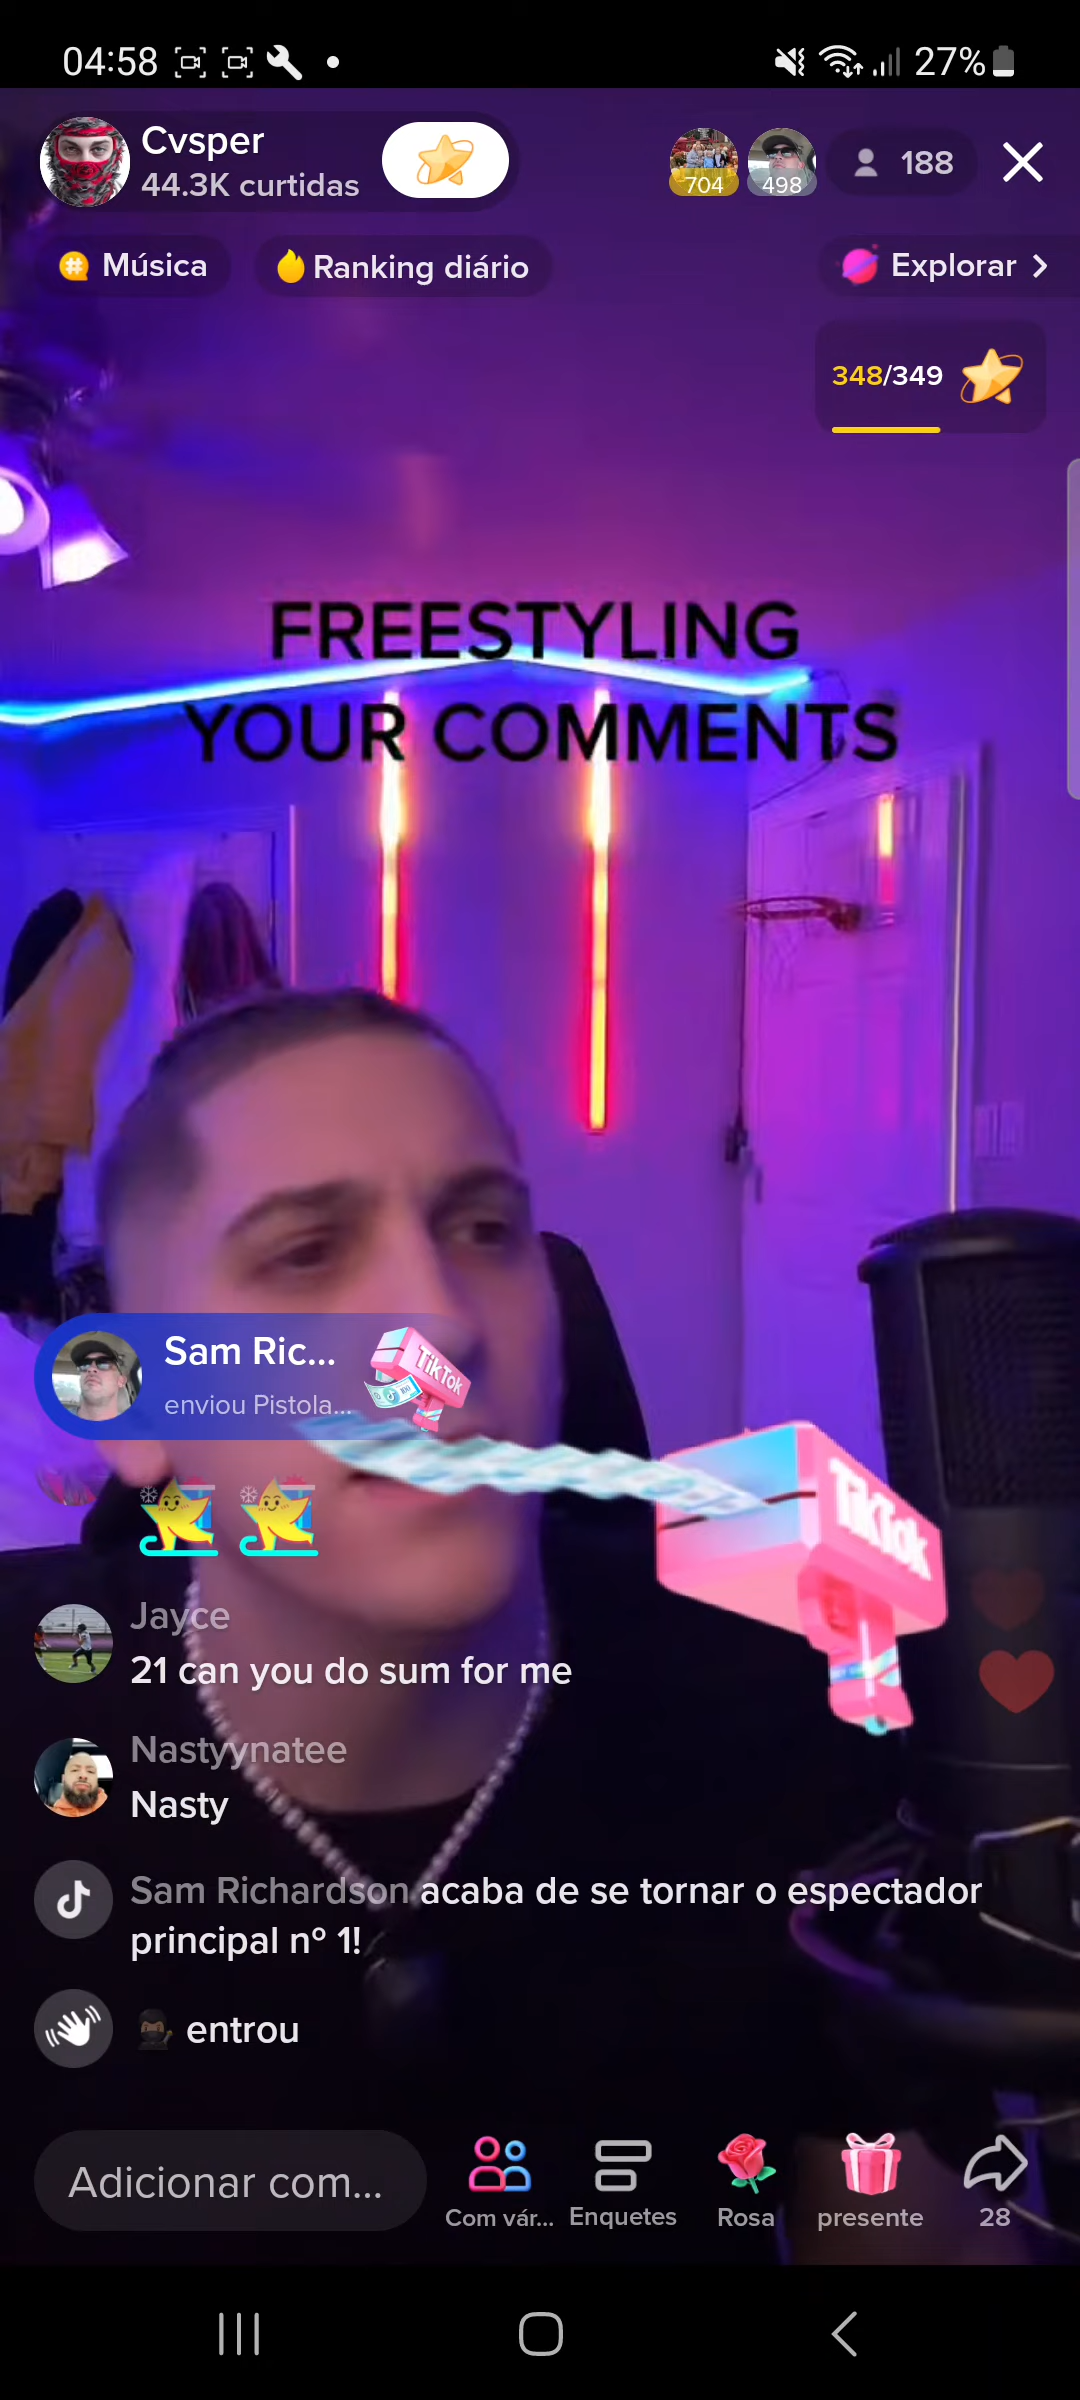 04:58
27%
Cvsper
44.3K curtidas
704
498
188
Música
Ranking diário
Explorar
348/349
FREESTYLING
YOUR COMMENTS
Sam Ric...
enviou Pistola...
TikTok
TikTok
Jayce
21 can you do sum for me
Nastyynatee
Nasty
Sam Richardson acaba de se tornar o espectador
principal nº 1!
entrou
Adicionar com...
Com vár...
Enquetes
Rosa
presente
28